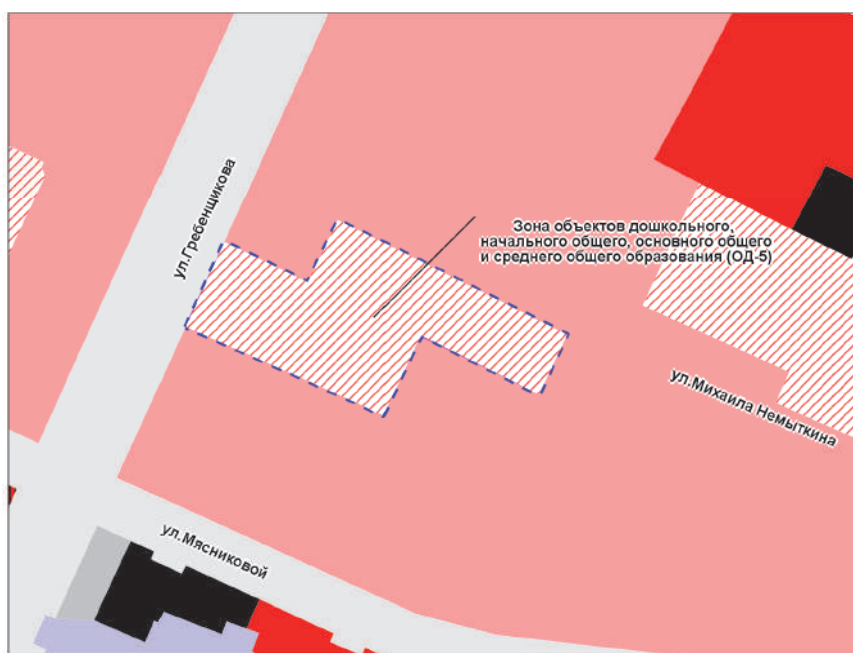 ул.Гребенщикова
Зона объектов дошкольного,
начального общего, основного общего
и среднего общего образования (ОД-5)
ул.Михаила Немыткина
ул.Мясниковой